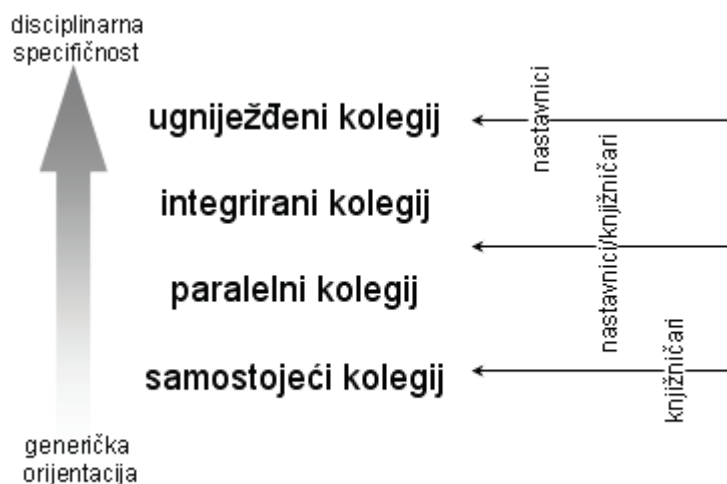 disciplinarna
specifičnost
ugniježđeni kolegij
nastavnici
integrirani kolegij
nastavnici/knjižničari
paralelni kolegij
samostojeći kolegij
knjižničari
generička
orijentacija